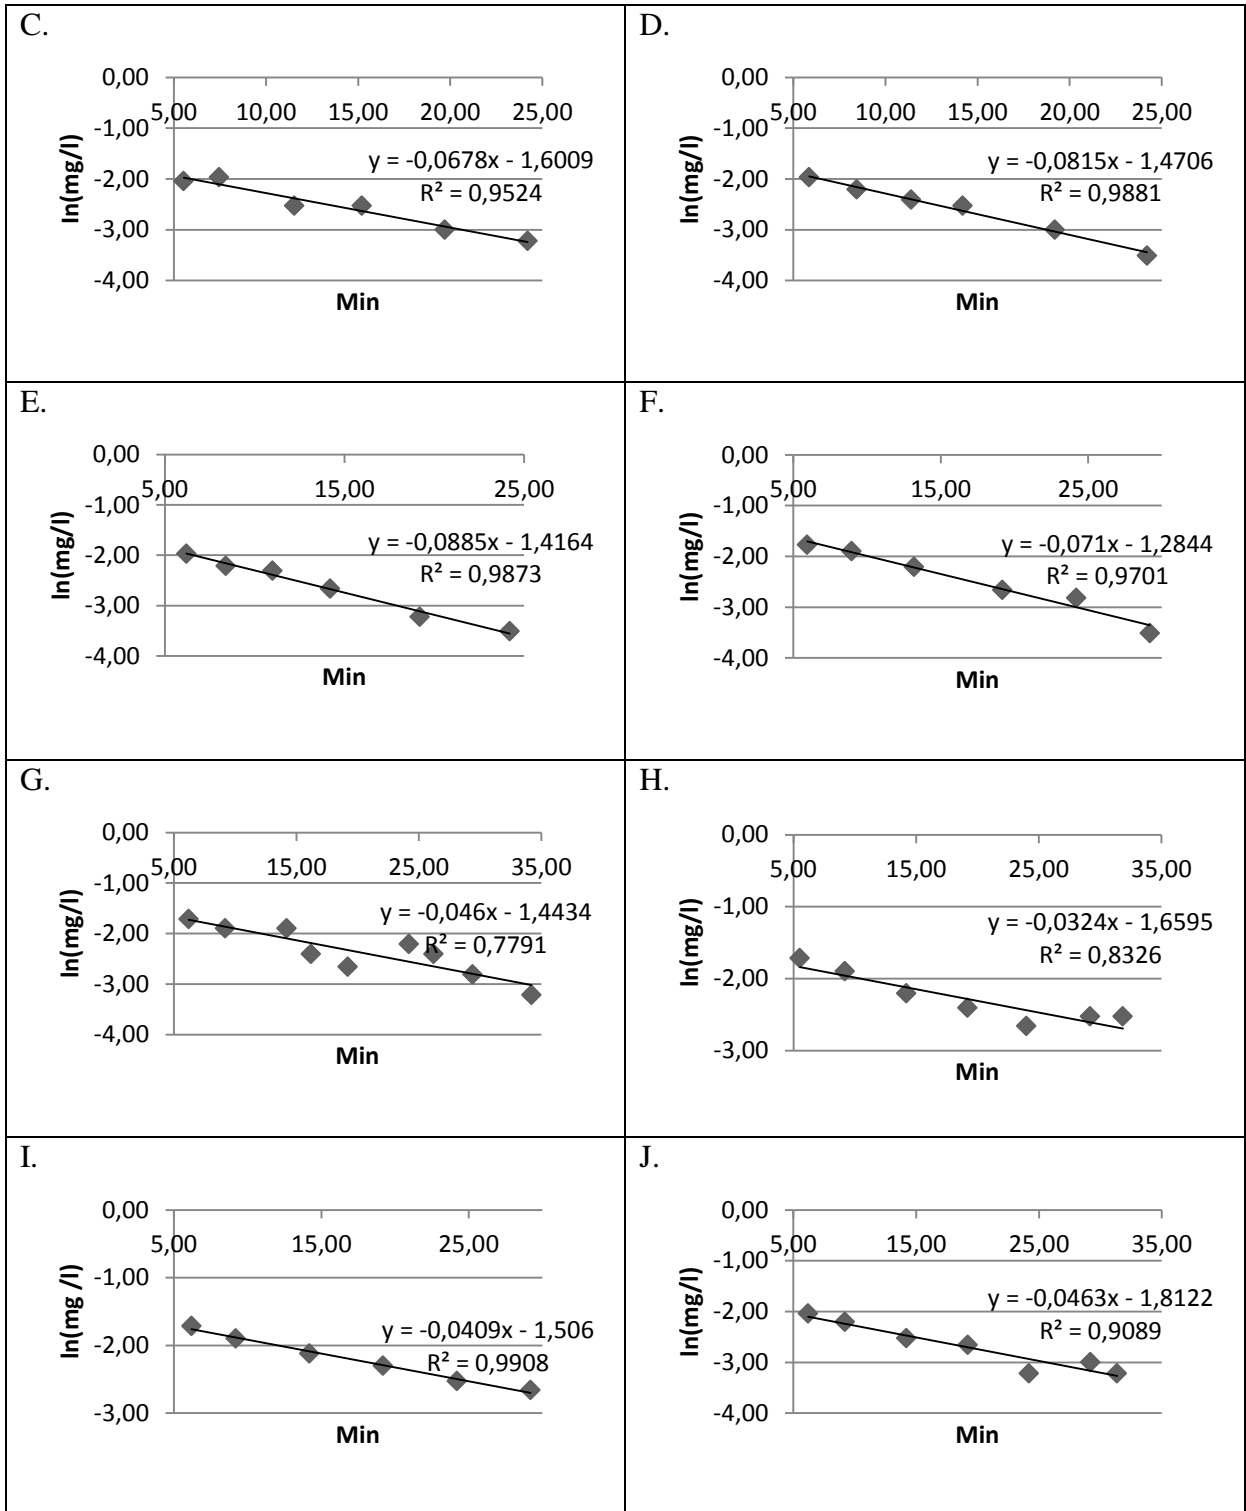 C.
0,00
5,00 10,00 15,00 20,00 25,00
-1,00
y = -0,0678x - 1,6009
-2,00
R² = 0,9524
-3,00
-4,00
ln(mg/l)
Min
D.
0,00
5,00 10,00 15,00 20,00 25,00
-1,00
y = -0,0815x - 1,4706
-2,00
R² = 0,9881
-3,00
-4,00
ln(mg/l)
Min
E.
0,00
5,00 15,00 25,00
-1,00
y = -0,0885x - 1,4164
-2,00
R² = 0,9873
-3,00
-4,00
ln(mg/l)
Min
F.
0,00
5,00 15,00 25,00
-1,00
y = -0,071x - 1,2844
-2,00
R² = 0,9701
-3,00
-4,00
ln(mg/l)
Min
G.
0,00
5,00 15,00 25,00 35,00
-1,00
y = -0,046x - 1,4434
-2,00
R² = 0,7791
-3,00
-4,00
ln(mg/l)
Min
H.
0,00
5,00 15,00 25,00 35,00
-1,00
y = -0,0324x - 1,6595
R² = 0,8326
-2,00
-3,00
ln(mg/l)
Min
I.
0,00
5,00 15,00 25,00
-1,00
y = -0,0409x - 1,506
-2,00
R² = 0,9908
-3,00
ln(mg /l)
Min
J.
0,00
5,00 15,00 25,00 35,00
-1,00
y = -0,0463x - 1,8122
-2,00
R² = 0,9089
-3,00
-4,00
ln(mg/l)
Min